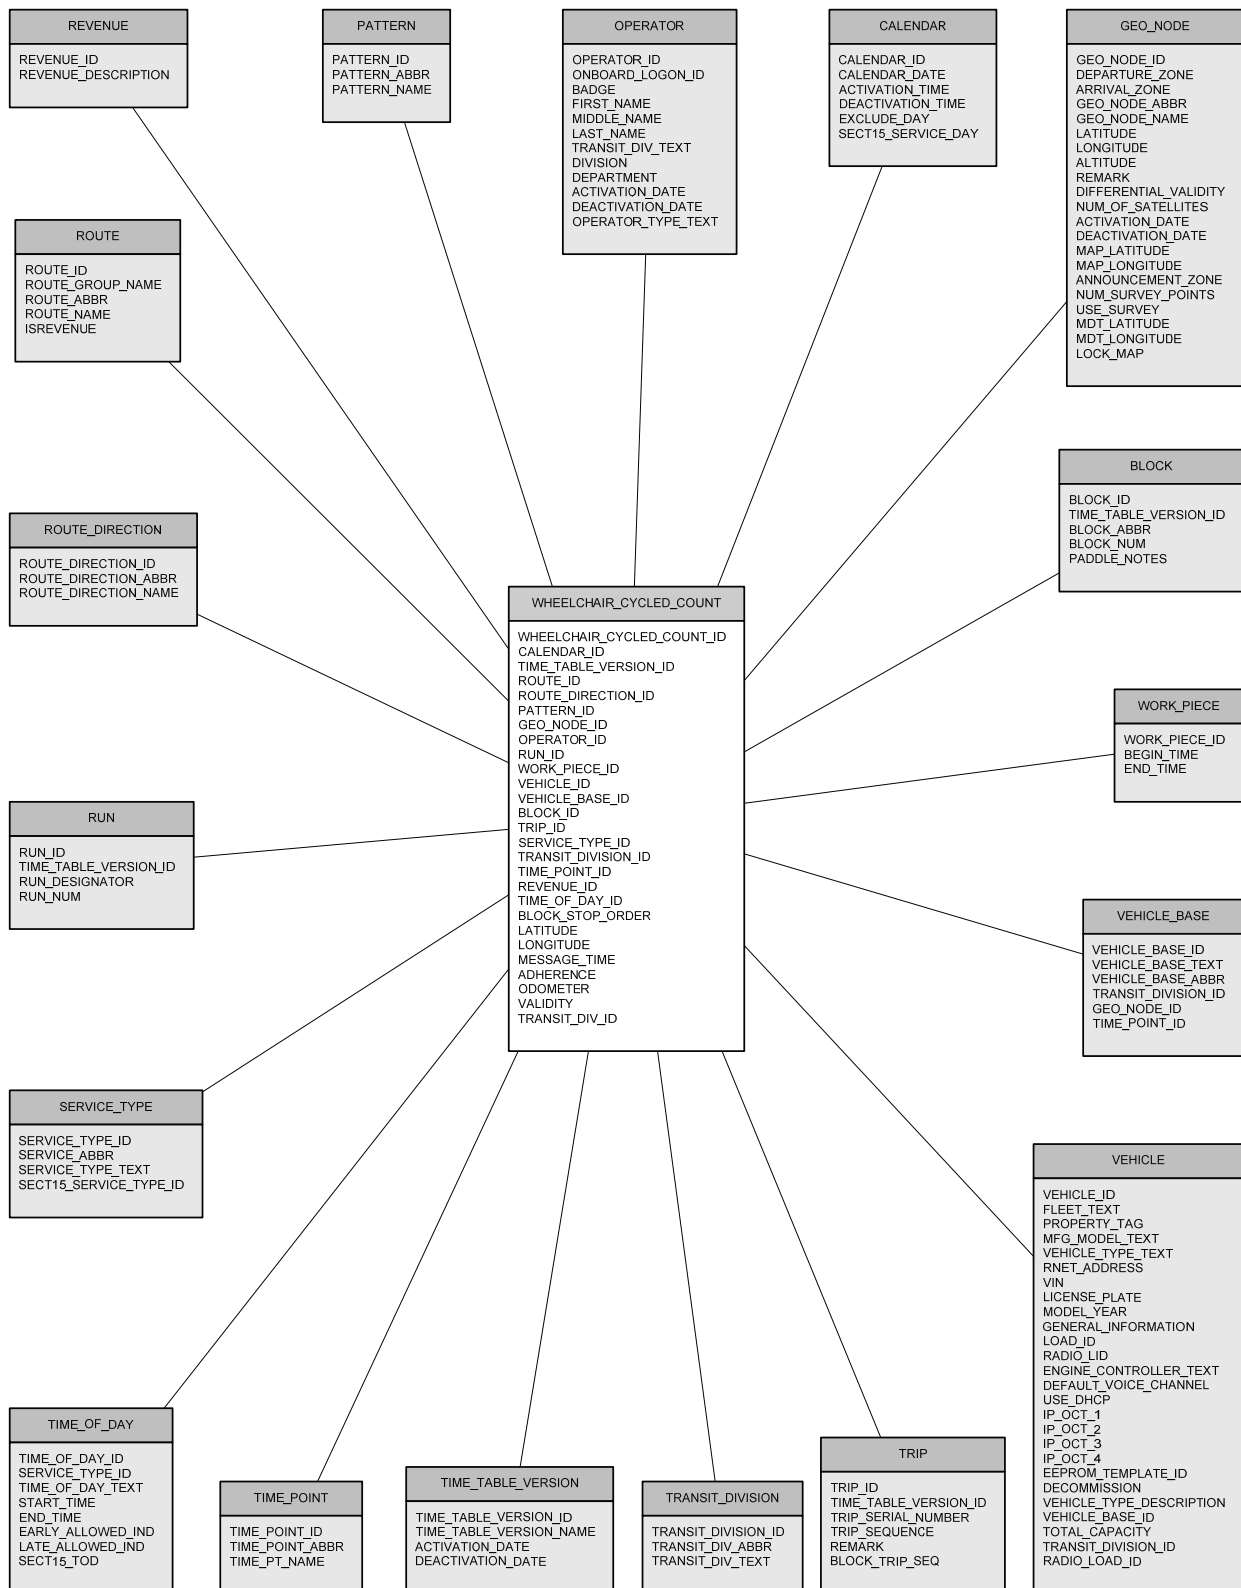 REVENUE
REVENUE_ID
REVENUE_DESCRIPTION
PATTERN
PATTERN_ID
PATTERN_ABBR
PATTERN_NAME
OPERATOR
OPERATOR_ID
ONBOARD_LOGON_ID
BADGE
FIRST_NAME
MIDDLE_NAME
LAST_NAME
TRANSIT_DIV_TEXT
DIVISION
DEPARTMENT
ACTIVATION_DATE
DEACTIVATION_DATE
OPERATOR_TYPE_TEXT
CALENDAR
CALENDAR_ID
CALENDAR_DATE
ACTIVATION_TIME
DEACTIVATION_TIME
EXCLUDE_DAY
SECT15_SERVICE_DAY
GEO_NODE
GEO_NODE_ID
DEPARTURE_ZONE
ARRIVAL_ZONE
GEO_NODE_ABBR
GEO_NODE_NAME
LATITUDE
LONGITUDE
ALTITUDE
REMARK
DIFFERENTIAL_VALIDITY
NUM_OF_SATELLITES
ACTIVATION_DATE
DEACTIVATION_DATE
MAP_LATITUDE
MAP_LONGITUDE
ANNOUNCEMENT_ZONE
NUM_SURVEY_POINTS
USE_SURVEY
MDT_LATITUDE
MDT_LONGITUDE
LOCK_MAP
ROUTE
ROUTE_ID
ROUTE_GROUP_NAME
ROUTE_ABBR
ROUTE_NAME
ISREVENUE
BLOCK
BLOCK_ID
TIME_TABLE_VERSION_ID
BLOCK_ABBR
BLOCK_NUM
PADDLE_NOTES
ROUTE_DIRECTION
ROUTE_DIRECTION_ID
ROUTE_DIRECTION_ABBR
ROUTE_DIRECTION_NAME
WHEELCHAIR_CYCLED_COUNT
WHEELCHAIR_CYCLED_COUNT_ID
CALENDAR_ID
TIME_TABLE_VERSION_ID
ROUTE_ID
ROUTE_DIRECTION_ID
PATTERN_ID
GEO_NODE_ID
OPERATOR_ID
RUN_ID
WORK_PIECE_ID
VEHICLE_ID
VEHICLE_BASE_ID
BLOCK_ID
TRIP_ID
SERVICE_TYPE_ID
TRANSIT_DIVISION_ID
TIME_POINT_ID
REVENUE_ID
TIME_OF_DAY_ID
BLOCK_STOP_ORDER
LATITUDE
LONGITUDE
MESSAGE_TIME
ADHERENCE
ODOMETER
VALIDITY
TRANSIT_DIV_ID
WORK_PIECE
WORK_PIECE_ID
BEGIN_TIME
END_TIME
RUN
RUN_ID
TIME_TABLE_VERSION_ID
RUN_DESIGNATOR
RUN_NUM
VEHICLE_BASE
VEHICLE_BASE_ID
VEHICLE_BASE_TEXT
VEHICLE_BASE_ABBR
TRANSIT_DIVISION_ID
GEO_NODE_ID
TIME_POINT_ID
SERVICE_TYPE
SERVICE_TYPE_ID
SERVICE_ABBR
SERVICE_TYPE_TEXT
SECT15_SERVICE_TYPE_ID
VEHICLE
VEHICLE_ID
FLEET_TEXT
PROPERTY_TAG
MFG_MODEL_TEXT
VEHICLE_TYPE_TEXT
RNET_ADDRESS
VIN
LICENSE_PLATE
MODEL_YEAR
GENERAL_INFORMATION
LOAD_ID
RADIO_LID
ENGINE_CONTROLLER_TEXT
DEFAULT_VOICE_CHANNEL
USE_DHCP
IP_OCT_1
IP_OCT_2
IP_OCT_3
IP_OCT_4
EEPROM_TEMPLATE_ID
DECOMMISSION
VEHICLE_TYPE_DESCRIPTION
VEHICLE_BASE_ID
TOTAL_CAPACITY
TRANSIT_DIVISION_ID
RADIO_LOAD_ID
TIME_OF_DAY
TIME_OF_DAY_ID
SERVICE_TYPE_ID
TIME_OF_DAY_TEXT
START_TIME
END_TIME
EARLY_ALLOWED_IND
LATE_ALLOWED_IND
SECT15_TOD
TIME_POINT
TIME_POINT_ID
TIME_POINT_ABBR
TIME_PT_NAME
TIME_TABLE_VERSION
TIME_TABLE_VERSION_ID
TIME_TABLE_VERSION_NAME
ACTIVATION_DATE
DEACTIVATION_DATE
TRANSIT_DIVISION
TRANSIT_DIVISION_ID
TRANSIT_DIV_ABBR
TRANSIT_DIV_TEXT
TRIP
TRIP_ID
TIME_TABLE_VERSION_ID
TRIP_SERIAL_NUMBER
TRIP_SEQUENCE
REMARK
BLOCK_TRIP_SEQ